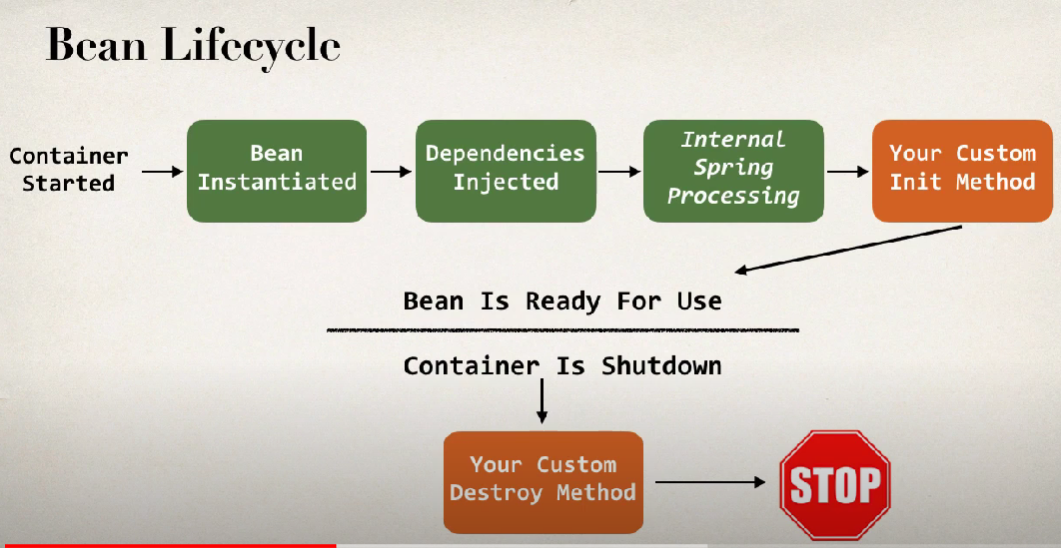 Bean Lifecycle
Container
Started
Bean
Instantiated
Dependencies
Injected
Internal
Spring
Processing
Your Custom
Init Method
Bean Is Ready For Use
Container Is Shutdown
Your Custom
Destroy Method
STOP